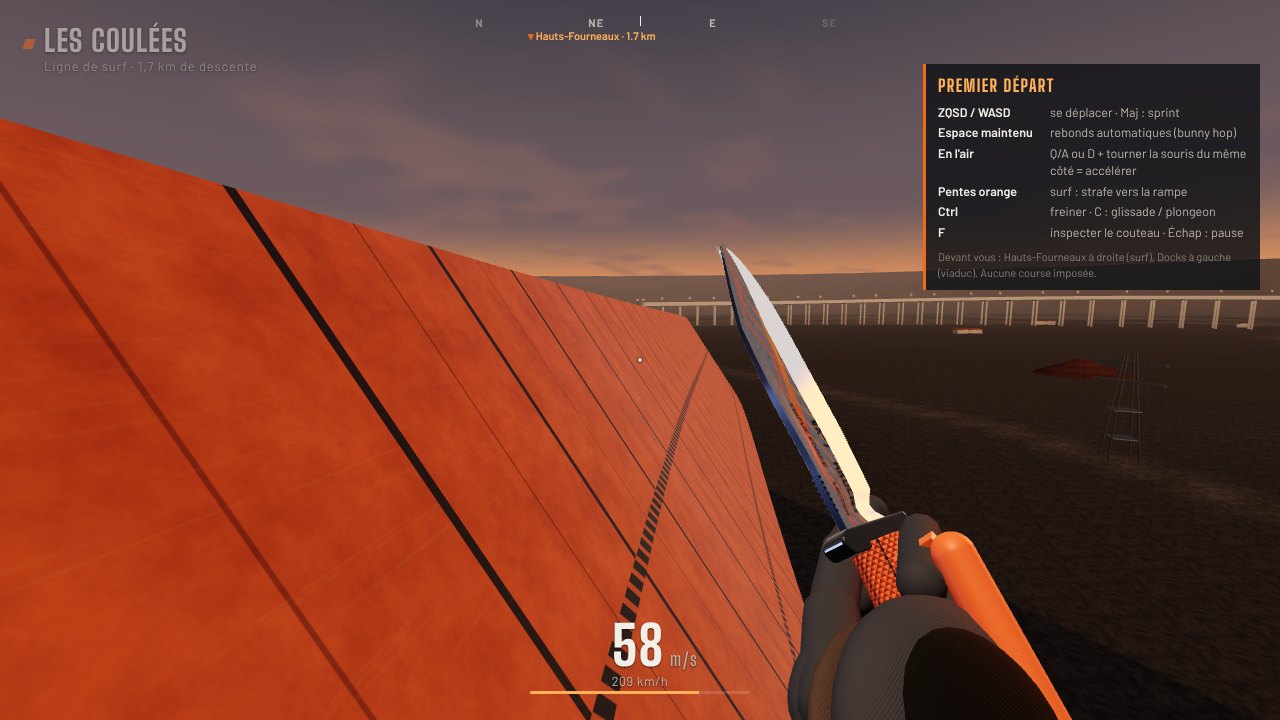 N NE E SE
▼Hauts-Fourneaux · 1.7 km
LES COULÉES
Ligne de surf · 1,7 km de descente
PREMIER DÉPART
ZQSD / WASD se déplacer · Maj : sprint
Espace maintenu rebonds automatiques (bunny hop)
En l'air Q/A ou D + tourner la souris du même
côté = accélérer
Pentes orange surf : strafe vers la rampe
Ctrl freiner · C : glissade / plongeon
F inspecter le couteau · Échap : pause
Devant vous : Hauts-Fourneaux à droite (surf), Docks à gauche
(viaduc). Aucune course imposée.
58 m/s
209 km/h